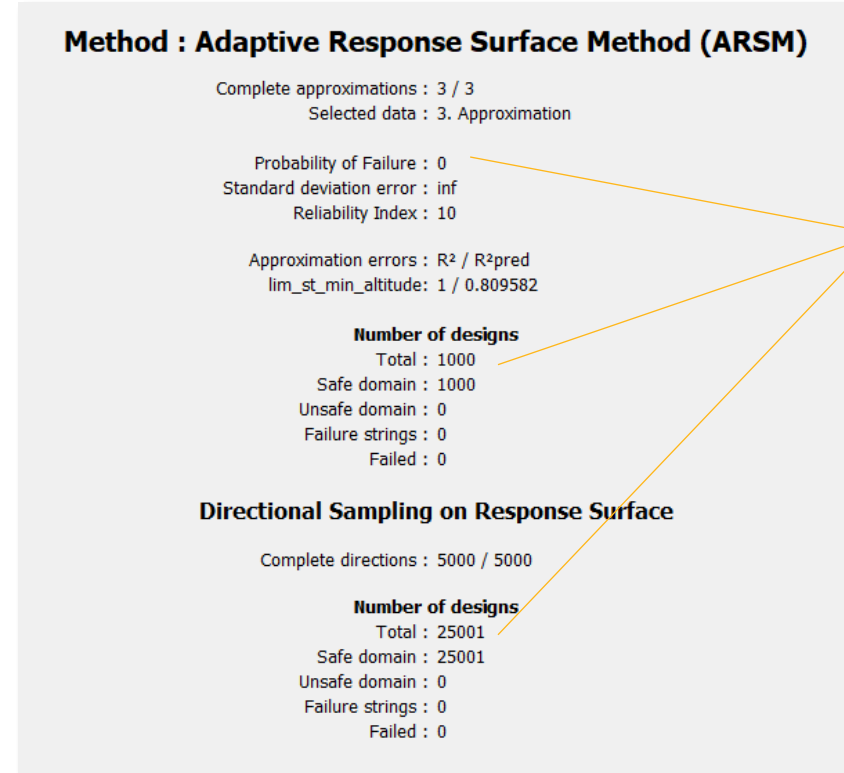 Method : Adaptive Response Surface Method (ARSM)
Complete approximations : 3 / 3
Selected data : 3. Approximation
Probability of Failure : 0
Standard deviation error : inf
Reliability Index : 10
Approximation errors : R² / R²pred
lim_st_min_altitude: 1 / 0.809582
Number of designs
Total : 1000
Safe domain : 1000
Unsafe domain : 0
Failure strings : 0
Failed : 0
Directional Sampling on Response Surface
Complete directions : 5000 / 5000
Number of designs
Total : 25001
Safe domain : 25001
Unsafe domain : 0
Failure strings : 0
Failed : 0